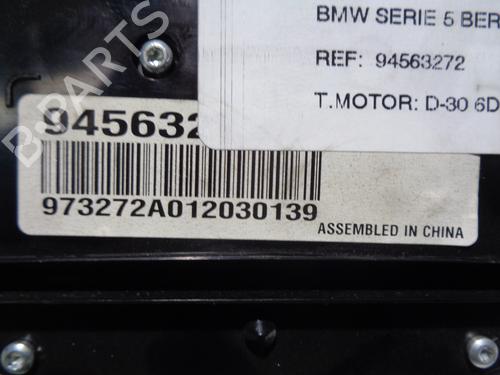 BMW SERIE 5 BER
REF: 94563272
T.MOTOR: D-30 6D
945632
973272A012030139
ASSEMBLED IN CHINA
B-PARTS